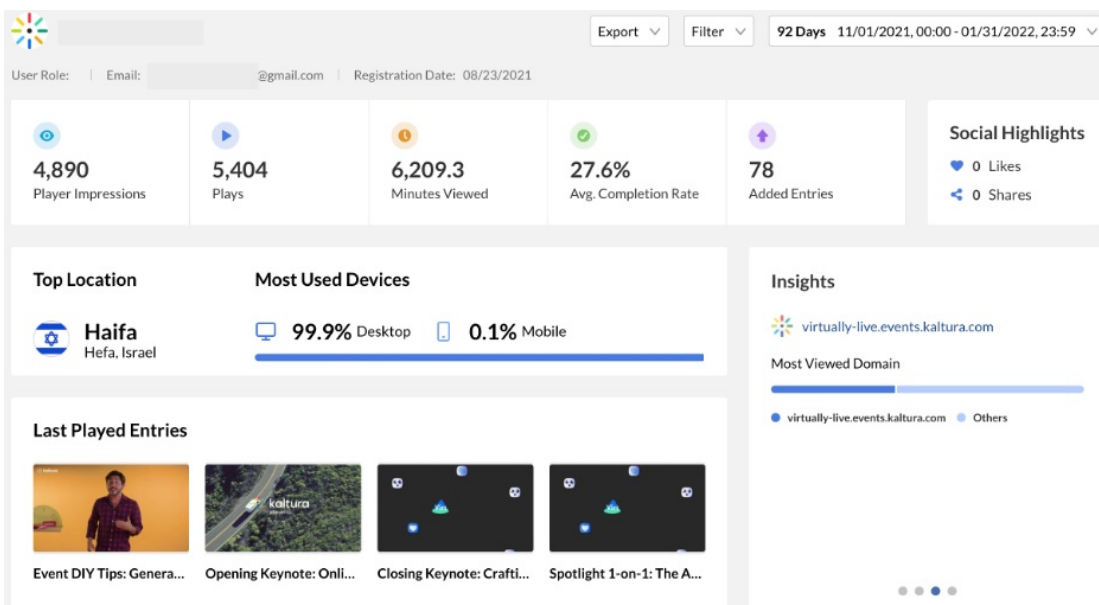 Export
Filter
92 Days 11/01/2021, 00:00 - 01/31/2022, 23:59
User Role: | Email: @gmail.com | Registration Date: 08/23/2021
4,890
Player Impressions
5,404
Plays
6,209.3
Minutes Viewed
27.6%
Avg. Completion Rate
78
Added Entries
Social Highlights
0 Likes
0 Shares
Top Location
Haifa
Hefa, Israel
Most Used Devices
99.9% Desktop 0.1% Mobile
Insights
virtually-live.events.kaltura.com
Most Viewed Domain
virtually-live.events.kaltura.com Others
Last Played Entries
kaltura
Event DIY Tips: Genera...
Opening Keynote: Onli...
Closing Keynote: Crafti...
Spotlight 1-on-1: The A...